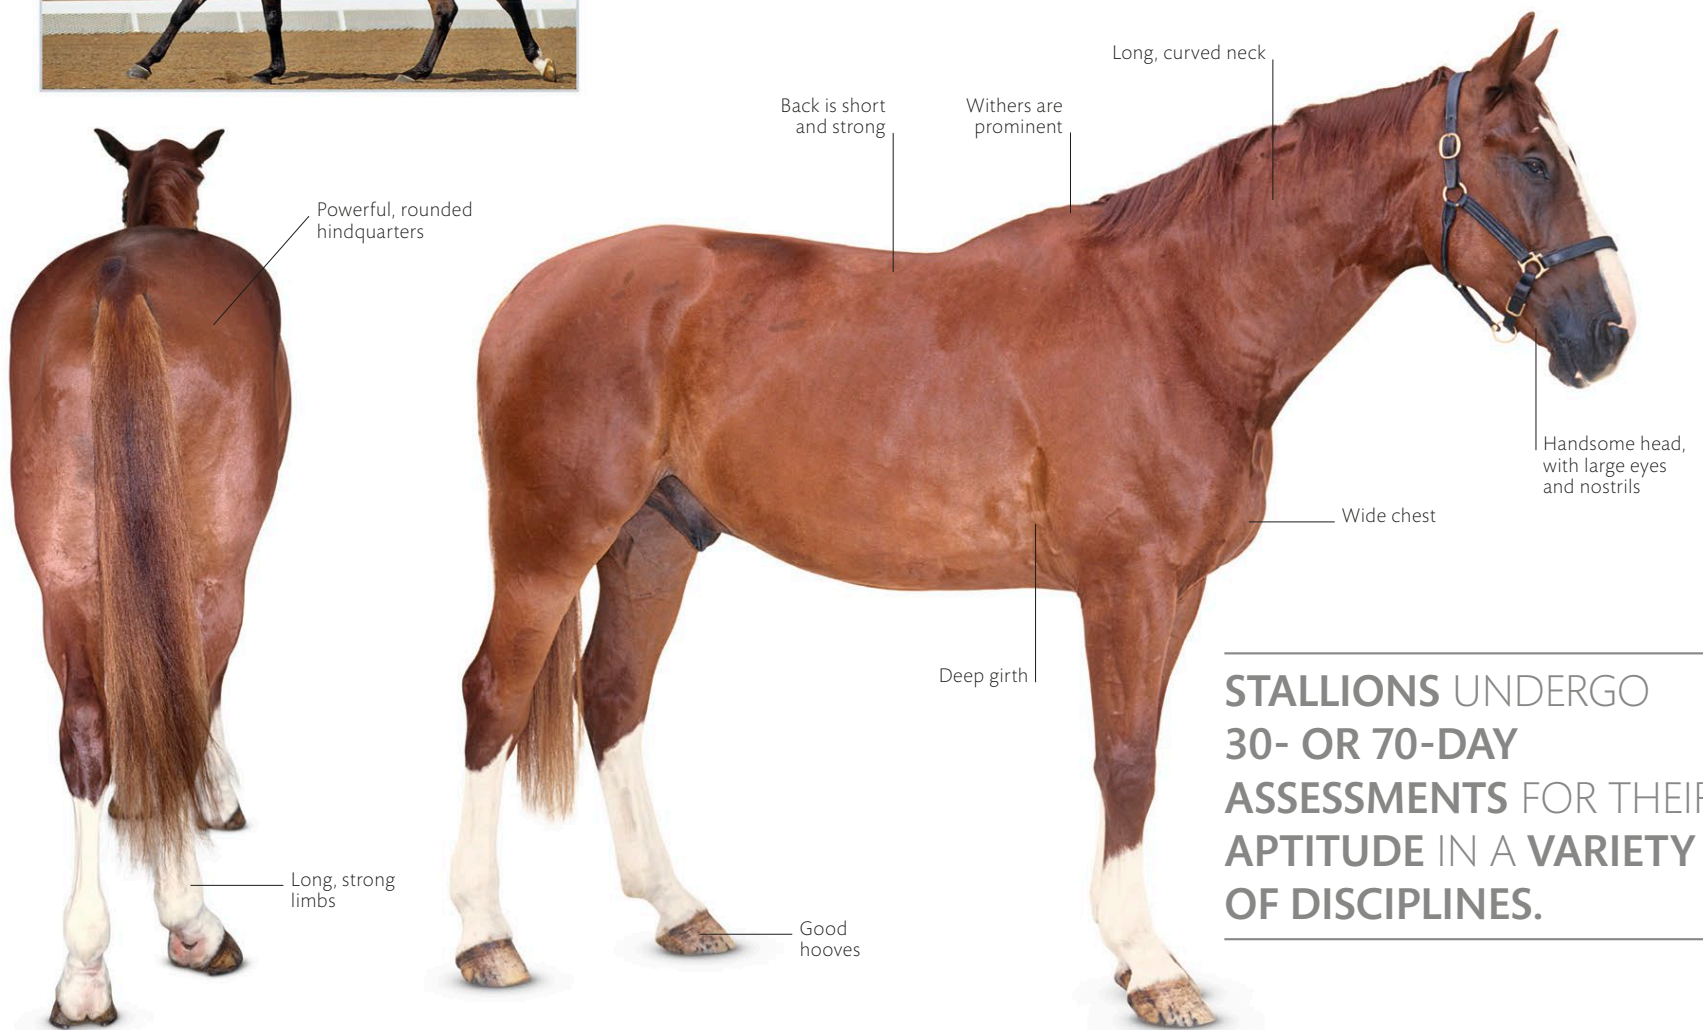 Long, curved neck
Back is short
and strong
Withers are
prominent
Powerful, rounded
hindquarters
Handsome head,
with large eyes
and nostrils
Wide chest
Deep girth
STALLIONS UNDERGO
30- OR 70-DAY
ASSESSMENTS FOR THEIR
APTITUDE IN A VARIETY
OF DISCIPLINES.
Long, strong
limbs
Good
hooves